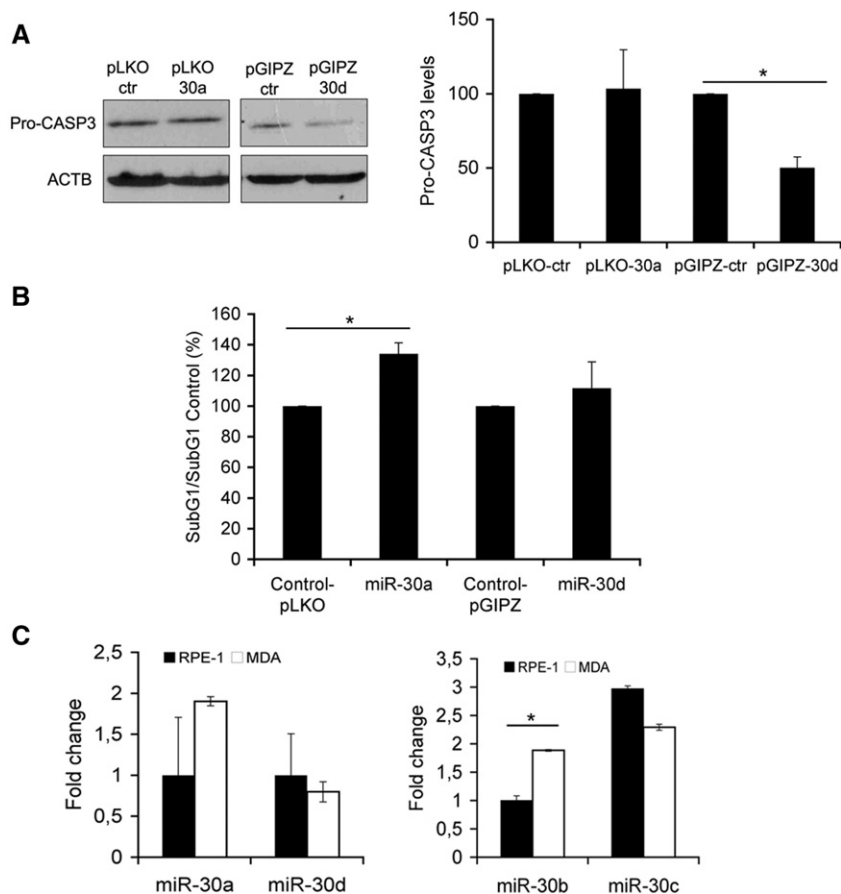 A
pLKO ctr
pLKO 30a
pGIPZ ctr
pGIPZ 30d
Pro-CASP3
ACTB
Pro-CASP3 levels
150
100
50
0
*
pLKO-ctr pLKO-30a pGIPZ-ctr pGIPZ-30d
B
SubG1/SubG1 Control (%)
160
140
120
100
80
60
40
20
0
*
Control-pLKO
miR-30a
Control-pGIPZ
miR-30d
C
Fold change
2,5
2
1,5
1
0,5
0
RPE-1 MDA
miR-30a miR-30d
Fold change
3,5
3
2,5
2
1,5
1
0,5
0
RPE-1 MDA
*
miR-30b miR-30c